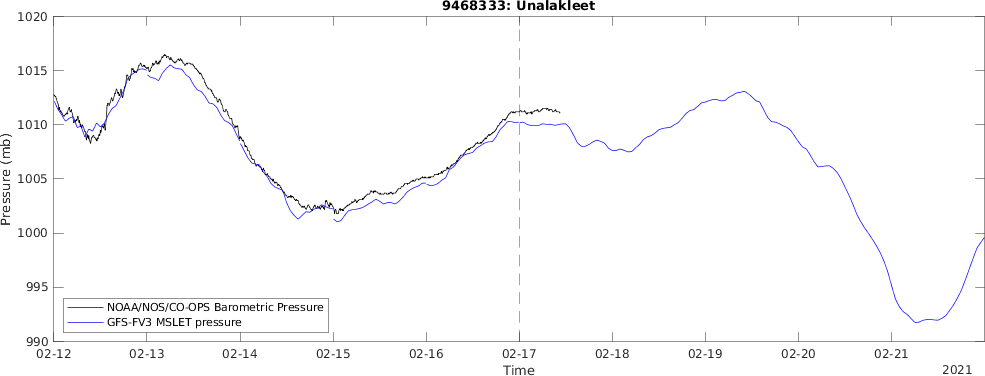 9468333: Unalakleet
1020
1015
1010
1005
1000
995
990
Pressure (mb)
NOAA/NOS/CO-OPS Barometric Pressure
GFS-FV3 MSLET pressure
02-12 02-13 02-14 02-15 02-16 02-17 02-18 02-19 02-20 02-21
Time
2021